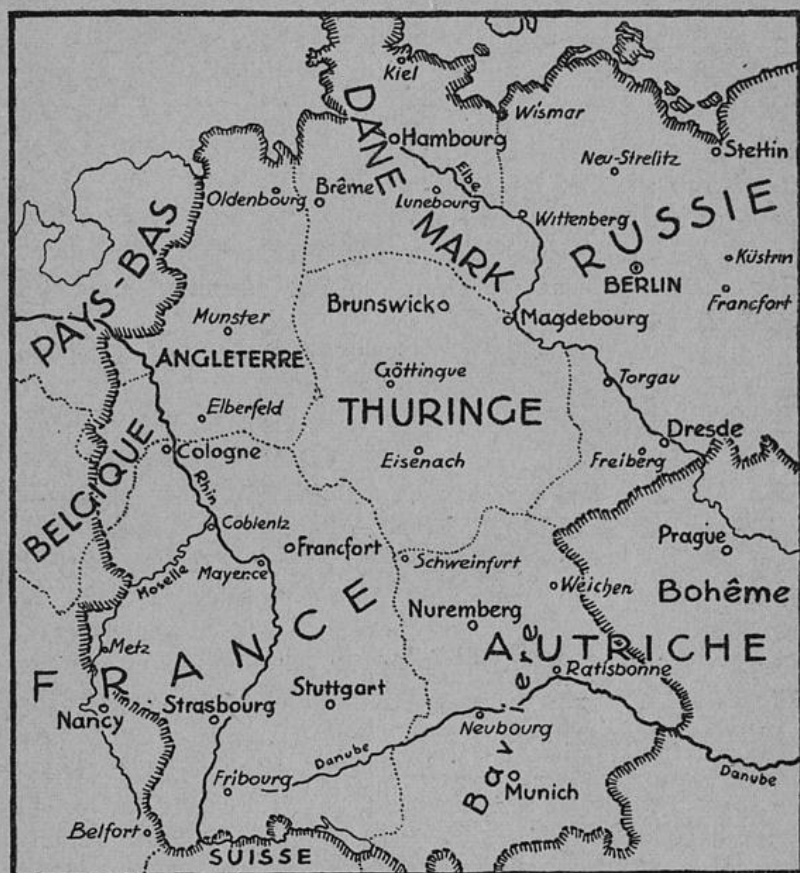 Kiel
DANEMARK
Wismar
Hambourg
Stettin
Neu-Strelitz
Elbe
Oldenbourg
Brême
Lunebourg
Wittenberg
RUSSIE
Küstrin
BERLIN
Francfort
PAYS-BAS
Brunswick
Magdebourg
Munster
ANGLETERRE
Göttingue
Torgau
THURINGE
Elberfeld
Dresde
BELGIQUE
Cologne
Eisenach
Freiberg
Rhin
Coblentz
Prague
Francfort
Schweinfurt
Moselle
Mayence
Weichen
Bohême
Nuremberg
AUTRICHE
Metz
Ratisbonne
FRANCE
Stuttgart
Nancy
Strasbourg
Neubourg
Danube
Danube
Fribourg
Bavière
Munich
Belfort
SUISSE